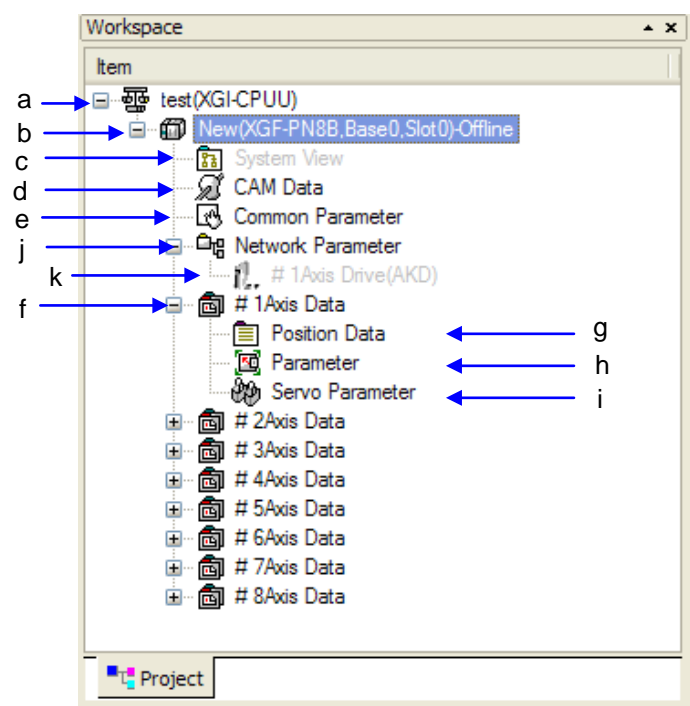 Workspace
Item
a test(XGI-CPUU)
b New(XGF-PN8B,Base0,Slot0)-Offline
c System View
d CAM Data
e Common Parameter
j Network Parameter
k # 1Axis Drive(AKD)
f # 1Axis Data
Position Data g
Parameter h
Servo Parameter i
# 2Axis Data
# 3Axis Data
# 4Axis Data
# 5Axis Data
# 6Axis Data
# 7Axis Data
# 8Axis Data
Project